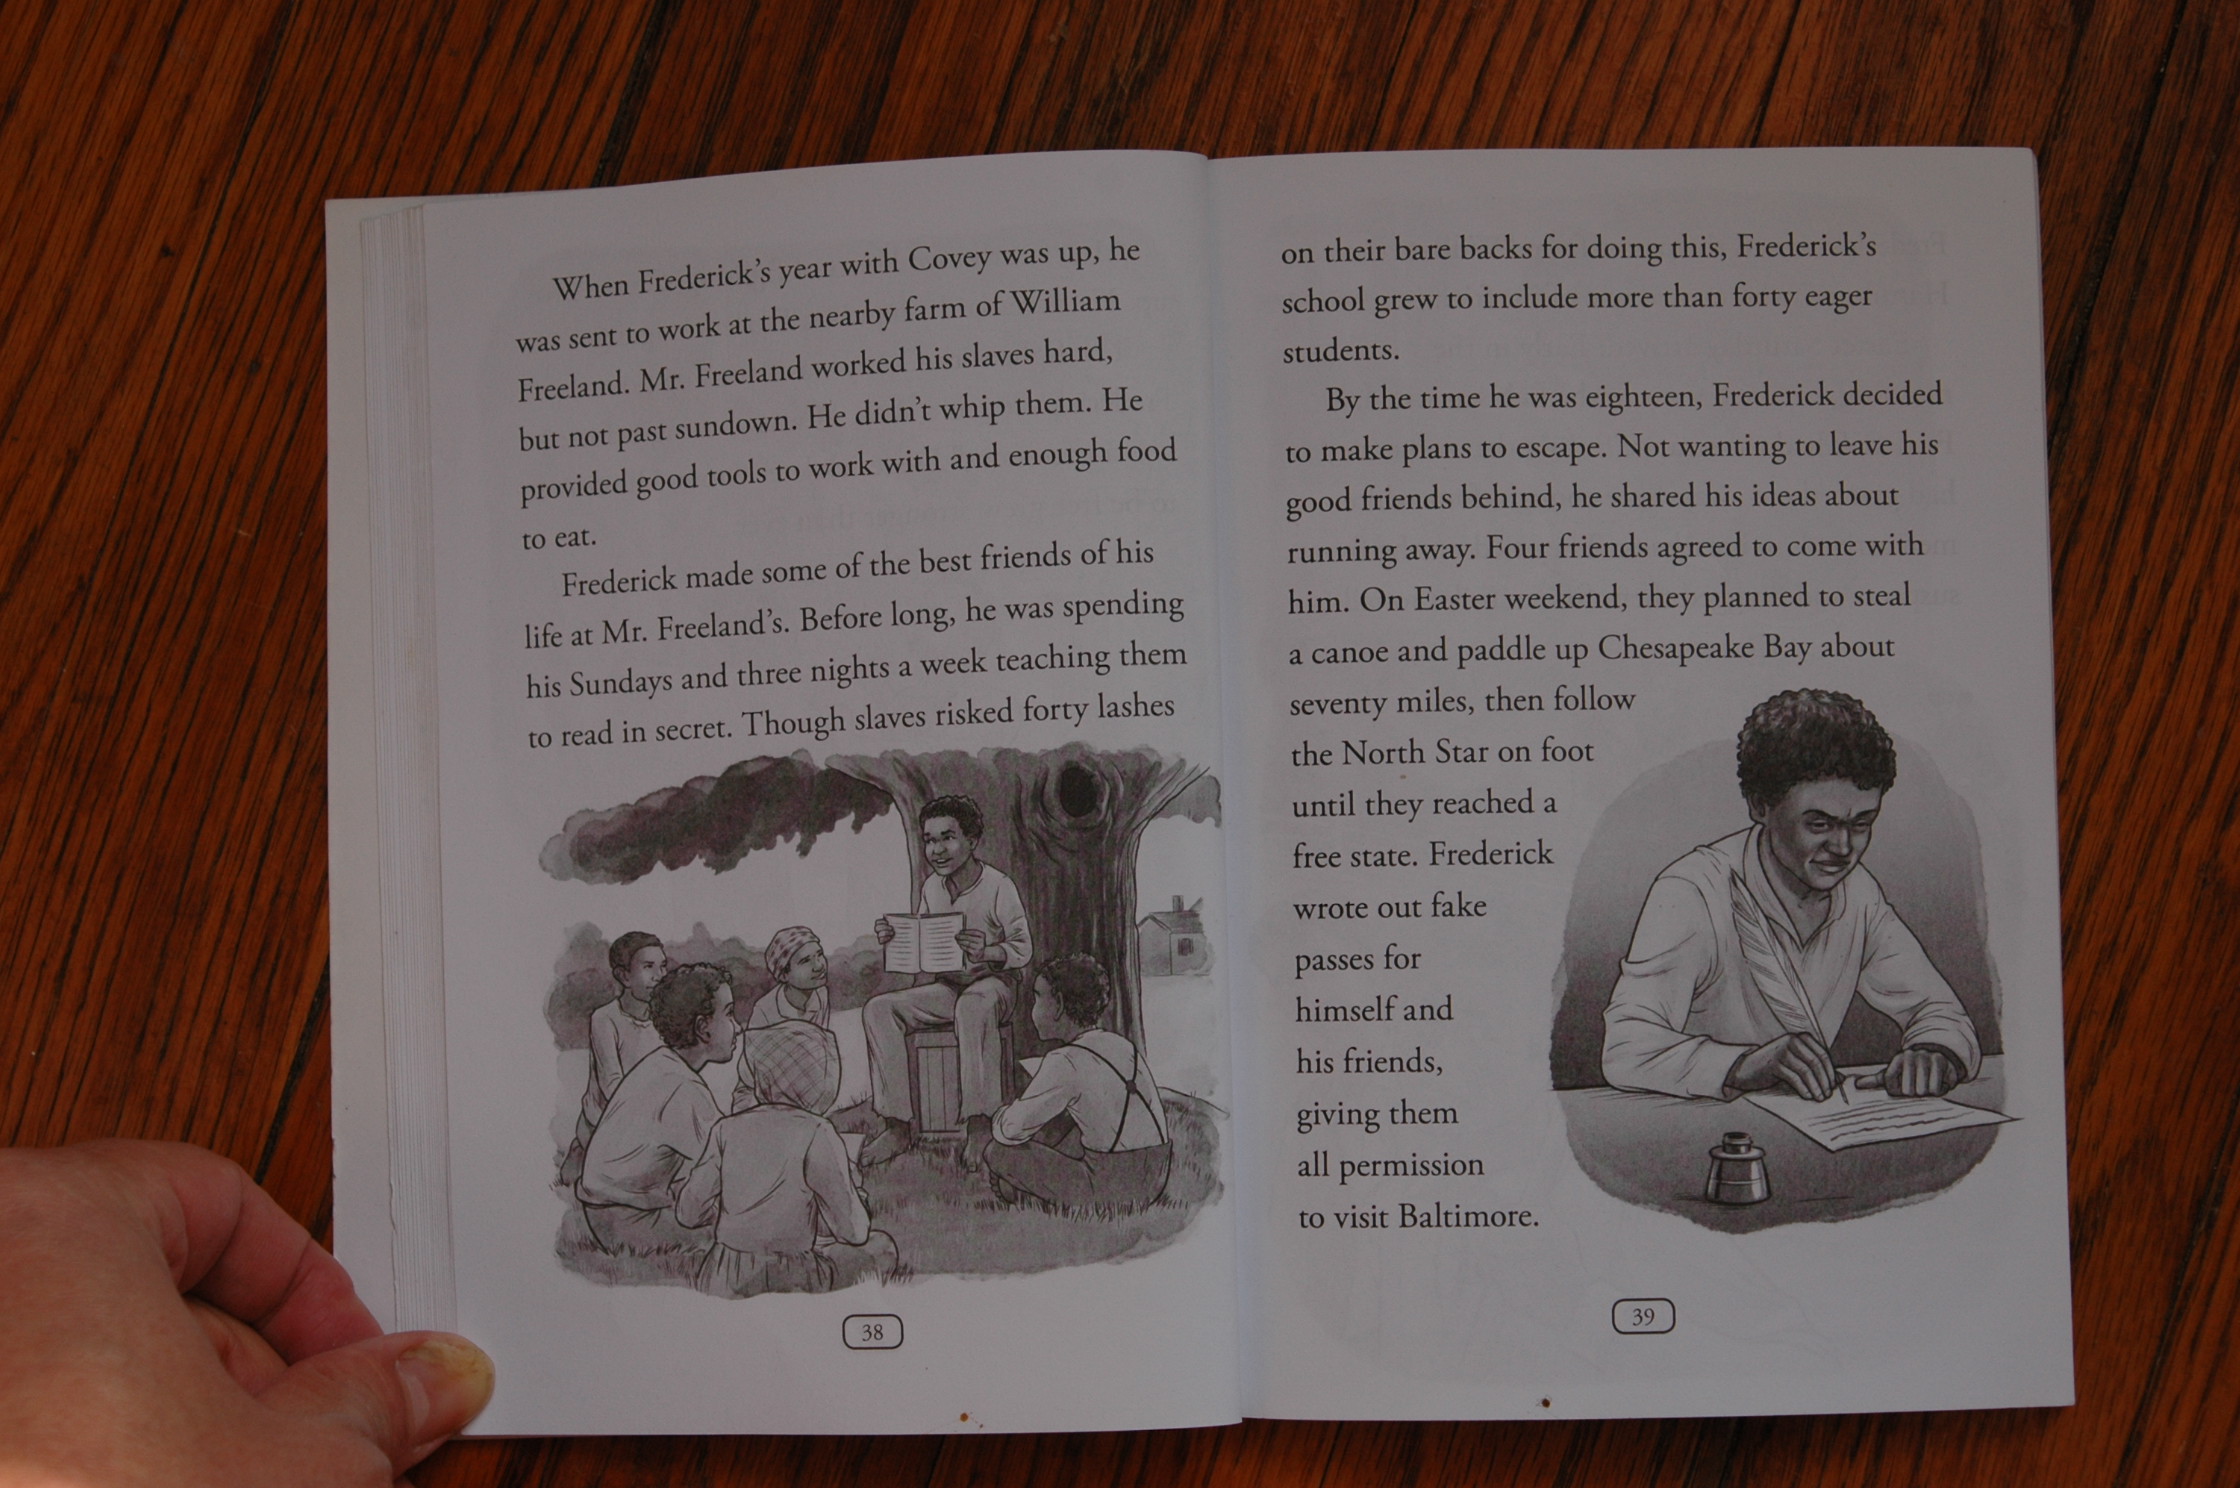 When Frederick's year with Covey was up, he
was sent to work at the nearby farm of William
Freeland. Mr. Freeland worked his slaves hard,
but not past sundown. He didn't whip them. He
provided good tools to work with and enough food
to eat.
Frederick made some of the best friends of his
life at Mr. Freeland's. Before long, he was spending
his Sundays and three nights a week teaching them
to read in secret. Though slaves risked forty lashes
38
on their bare backs for doing this, Frederick's
school grew to include more than forty eager
students.
By the time he was eighteen, Frederick decided
to make plans to escape. Not wanting to leave his
good friends behind, he shared his ideas about
running away. Four friends agreed to come with
him. On Easter weekend, they planned to steal
a canoe and paddle up Chesapeake Bay about
seventy miles, then follow
the North Star on foot
until they reached a
free state. Frederick
wrote out fake
passes for
himself and
his friends,
giving them
all permission
to visit Baltimore.
39